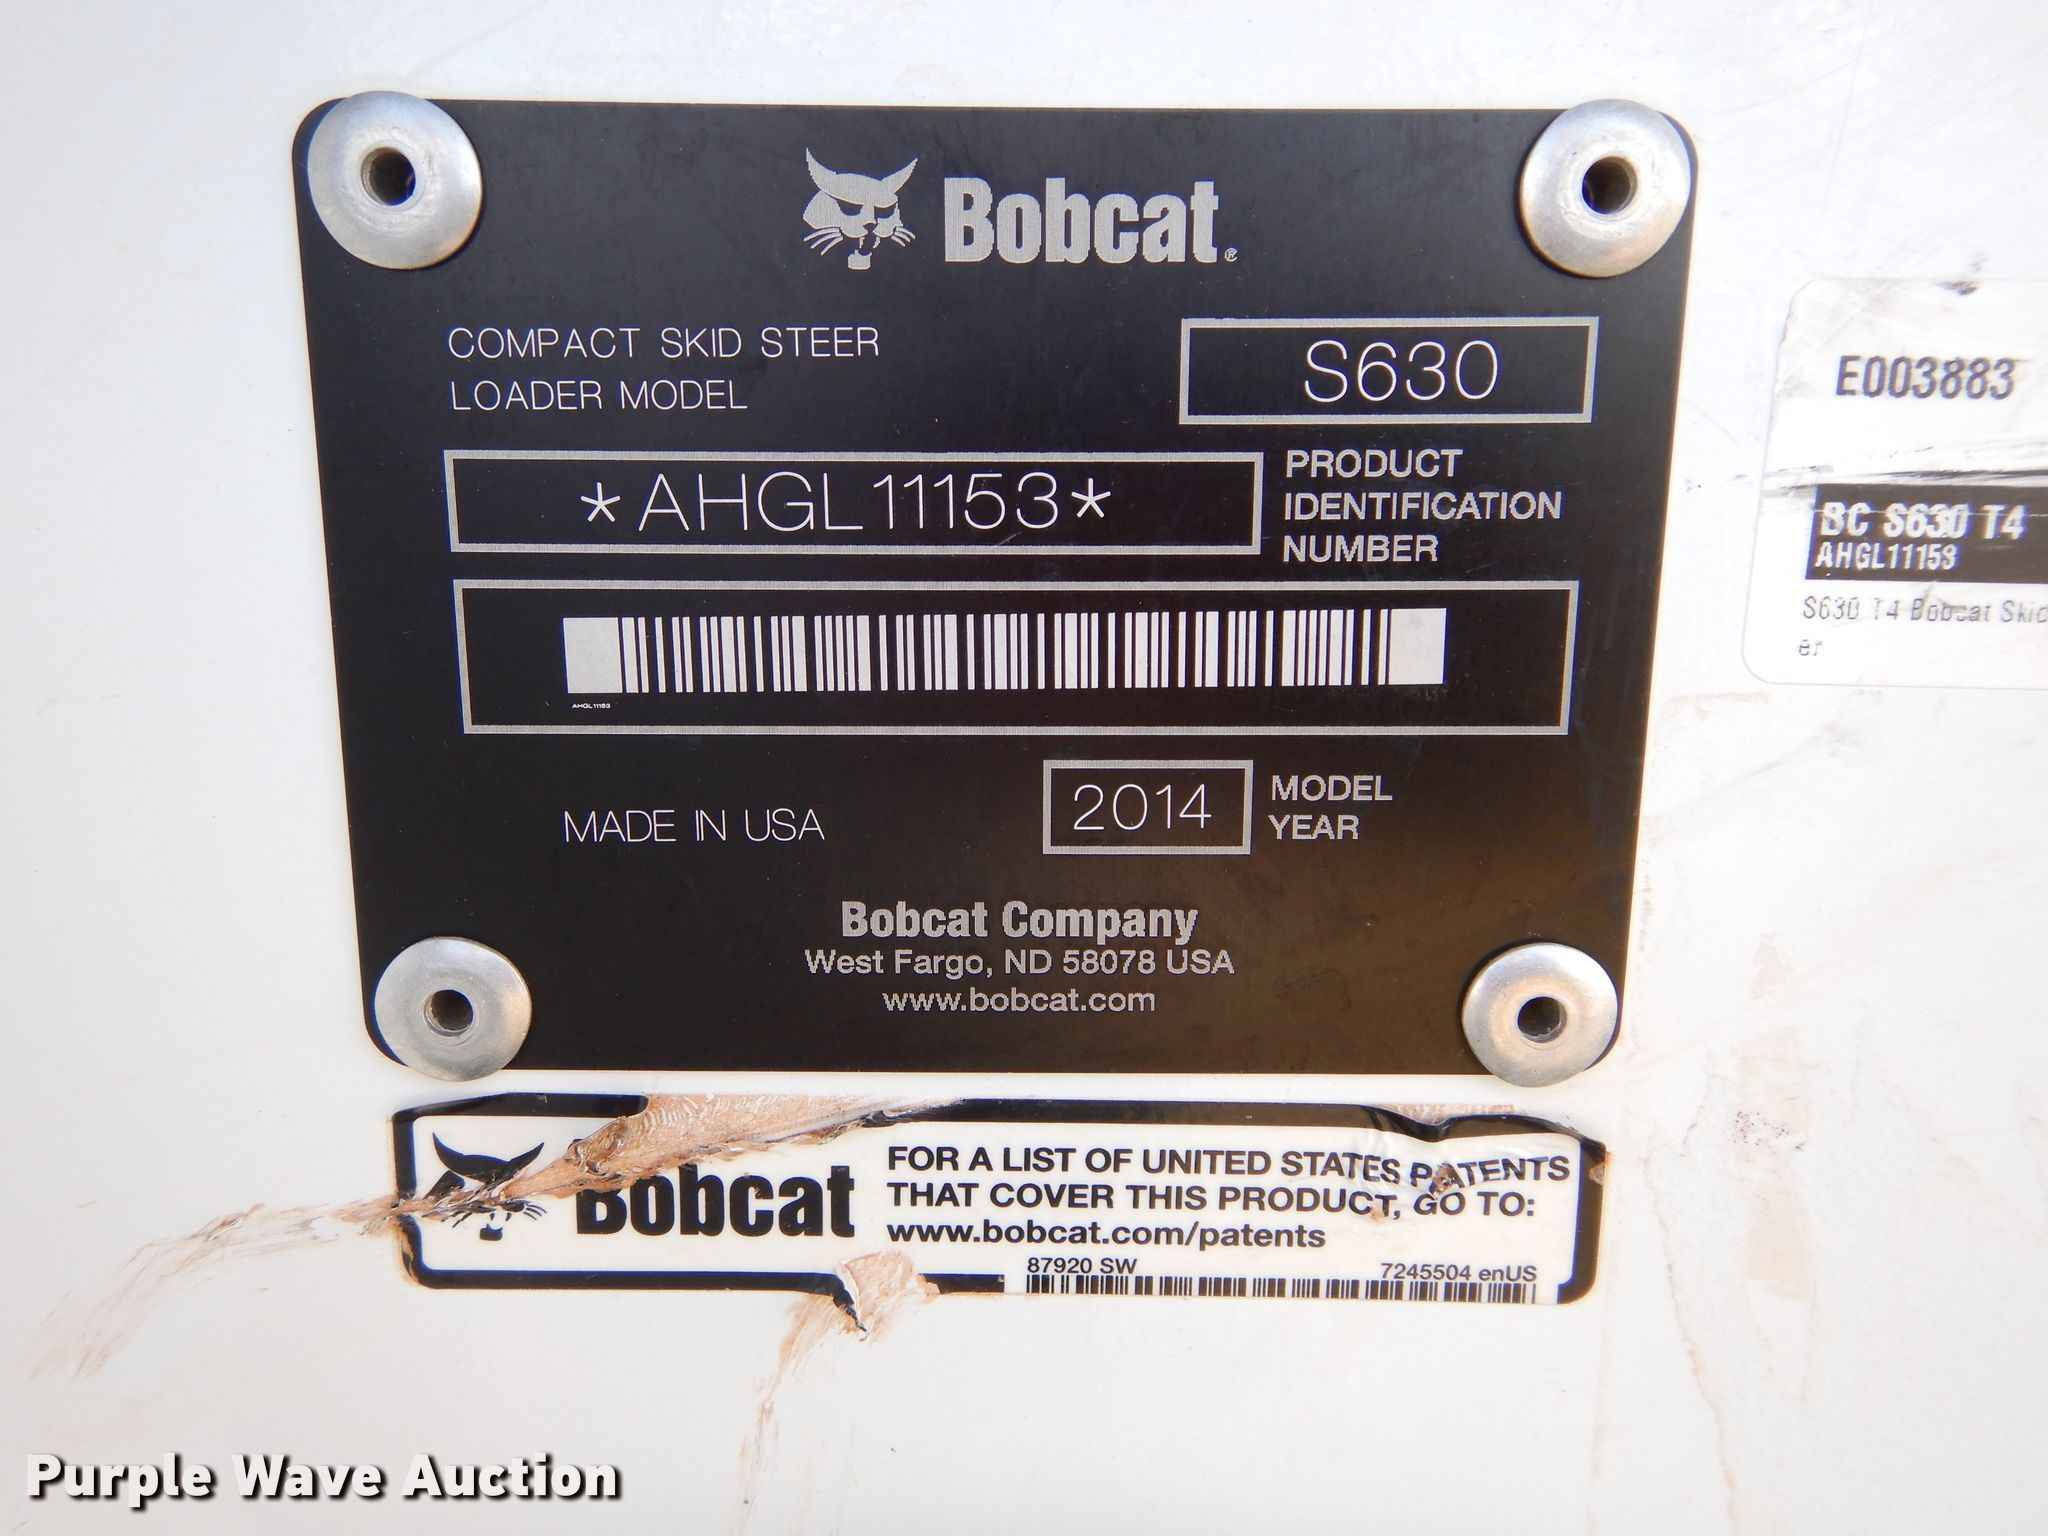 Bobcat®
COMPACT SKID STEER
LOADER MODEL
S630
*AHGL11153*
PRODUCT
IDENTIFICATION
NUMBER
AHGL11153
MADE IN USA
2014
MODEL
YEAR
Bobcat Company
West Fargo, ND 58078 USA
www.bobcat.com
E003883
BC S630 T4
AHGL11153
S630 T4 Bobcat Skid
er
Bobcat
FOR A LIST OF UNITED STATES PATENTS
THAT COVER THIS PRODUCT, GO TO:
www.bobcat.com/patents
87920 SW
7245504 enUS
Purple Wave Auction